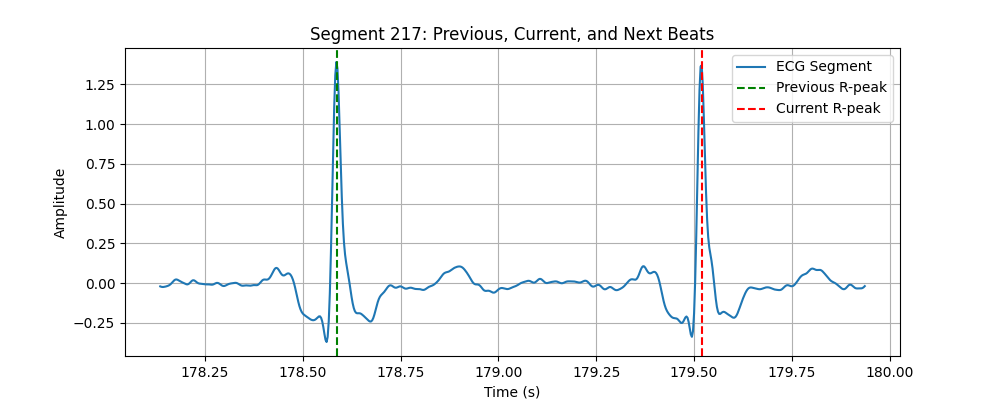 Segment 217: Previous, Current, and Next Beats
ECG Segment
Previous R-peak
Current R-peak
Amplitude
1.25
1.00
0.75
0.50
0.25
0.00
−0.25
178.25 178.50 178.75 179.00 179.25 179.50 179.75 180.00
Time (s)